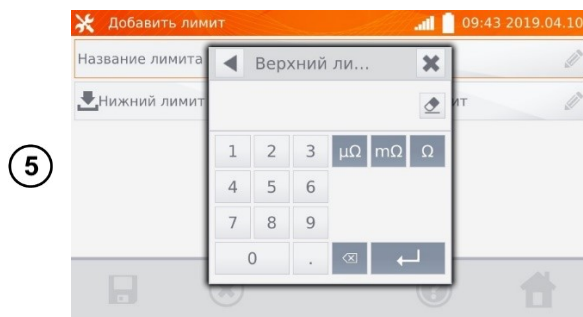 Добавить лимит 09:43 2019.04.10
Название лимита
Верхний ли...
Нижний лимит
ит
1 2 3 μΩ mΩ Ω
4 5 6
7 8 9
0 .
5